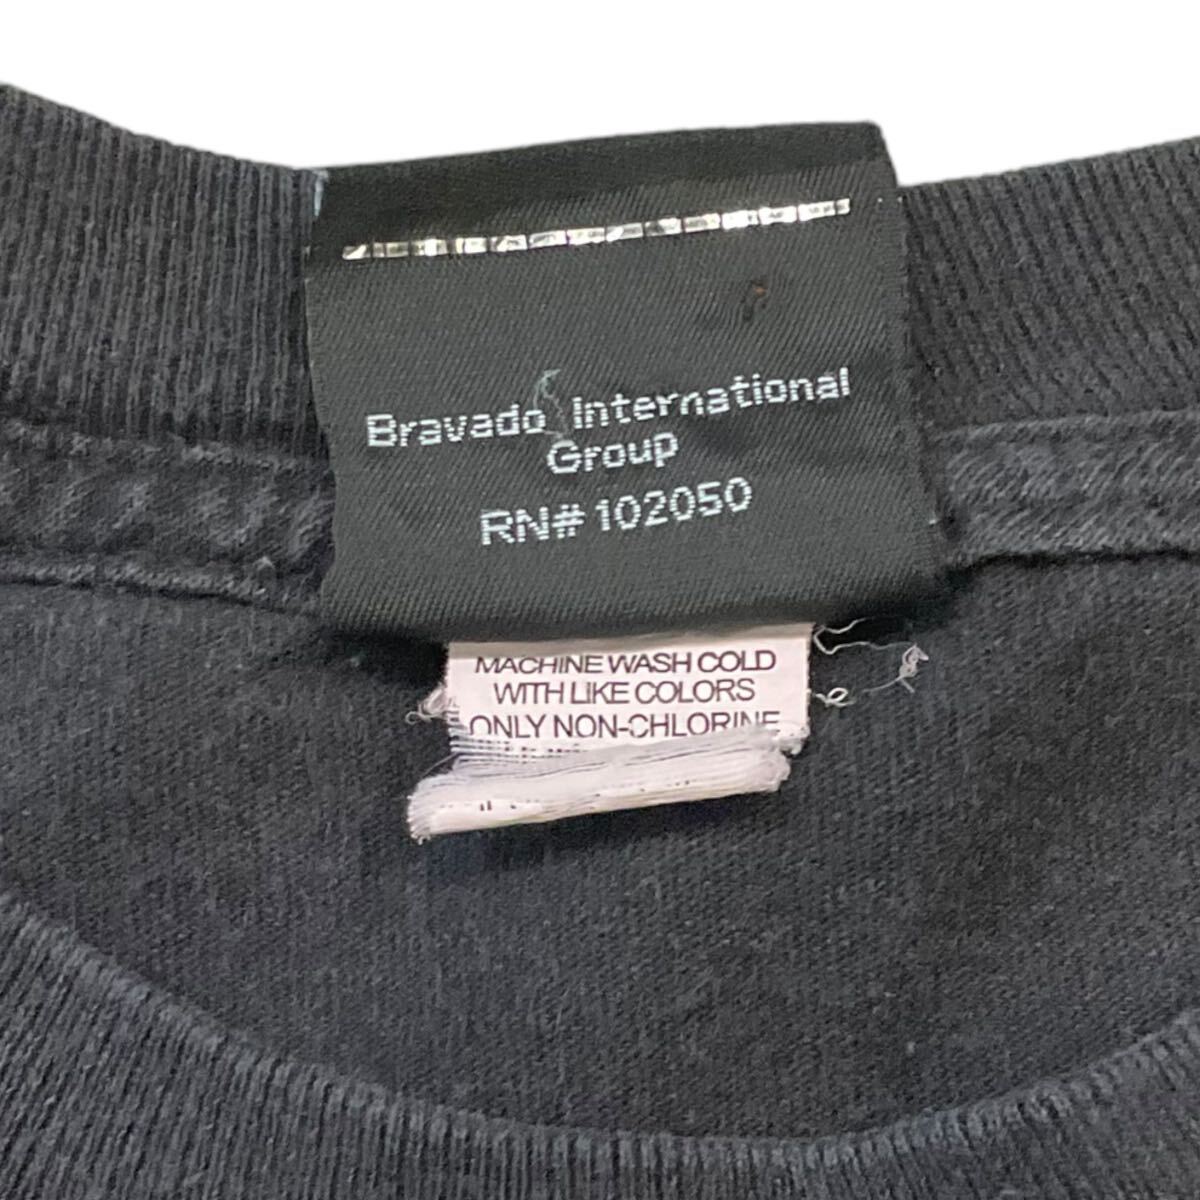 Bravado International
Group
RN# 102050
MACHINE WASH COLD
WITH LIKE COLORS
ONLY NON-CHLORINE